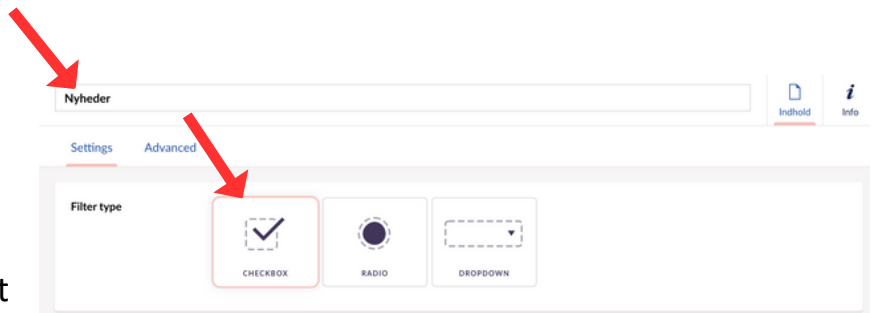 Nyheder
Indhold
i
Info
Settings Advanced
Filter type
CHECKBOX RADIO DROPDOWN
t